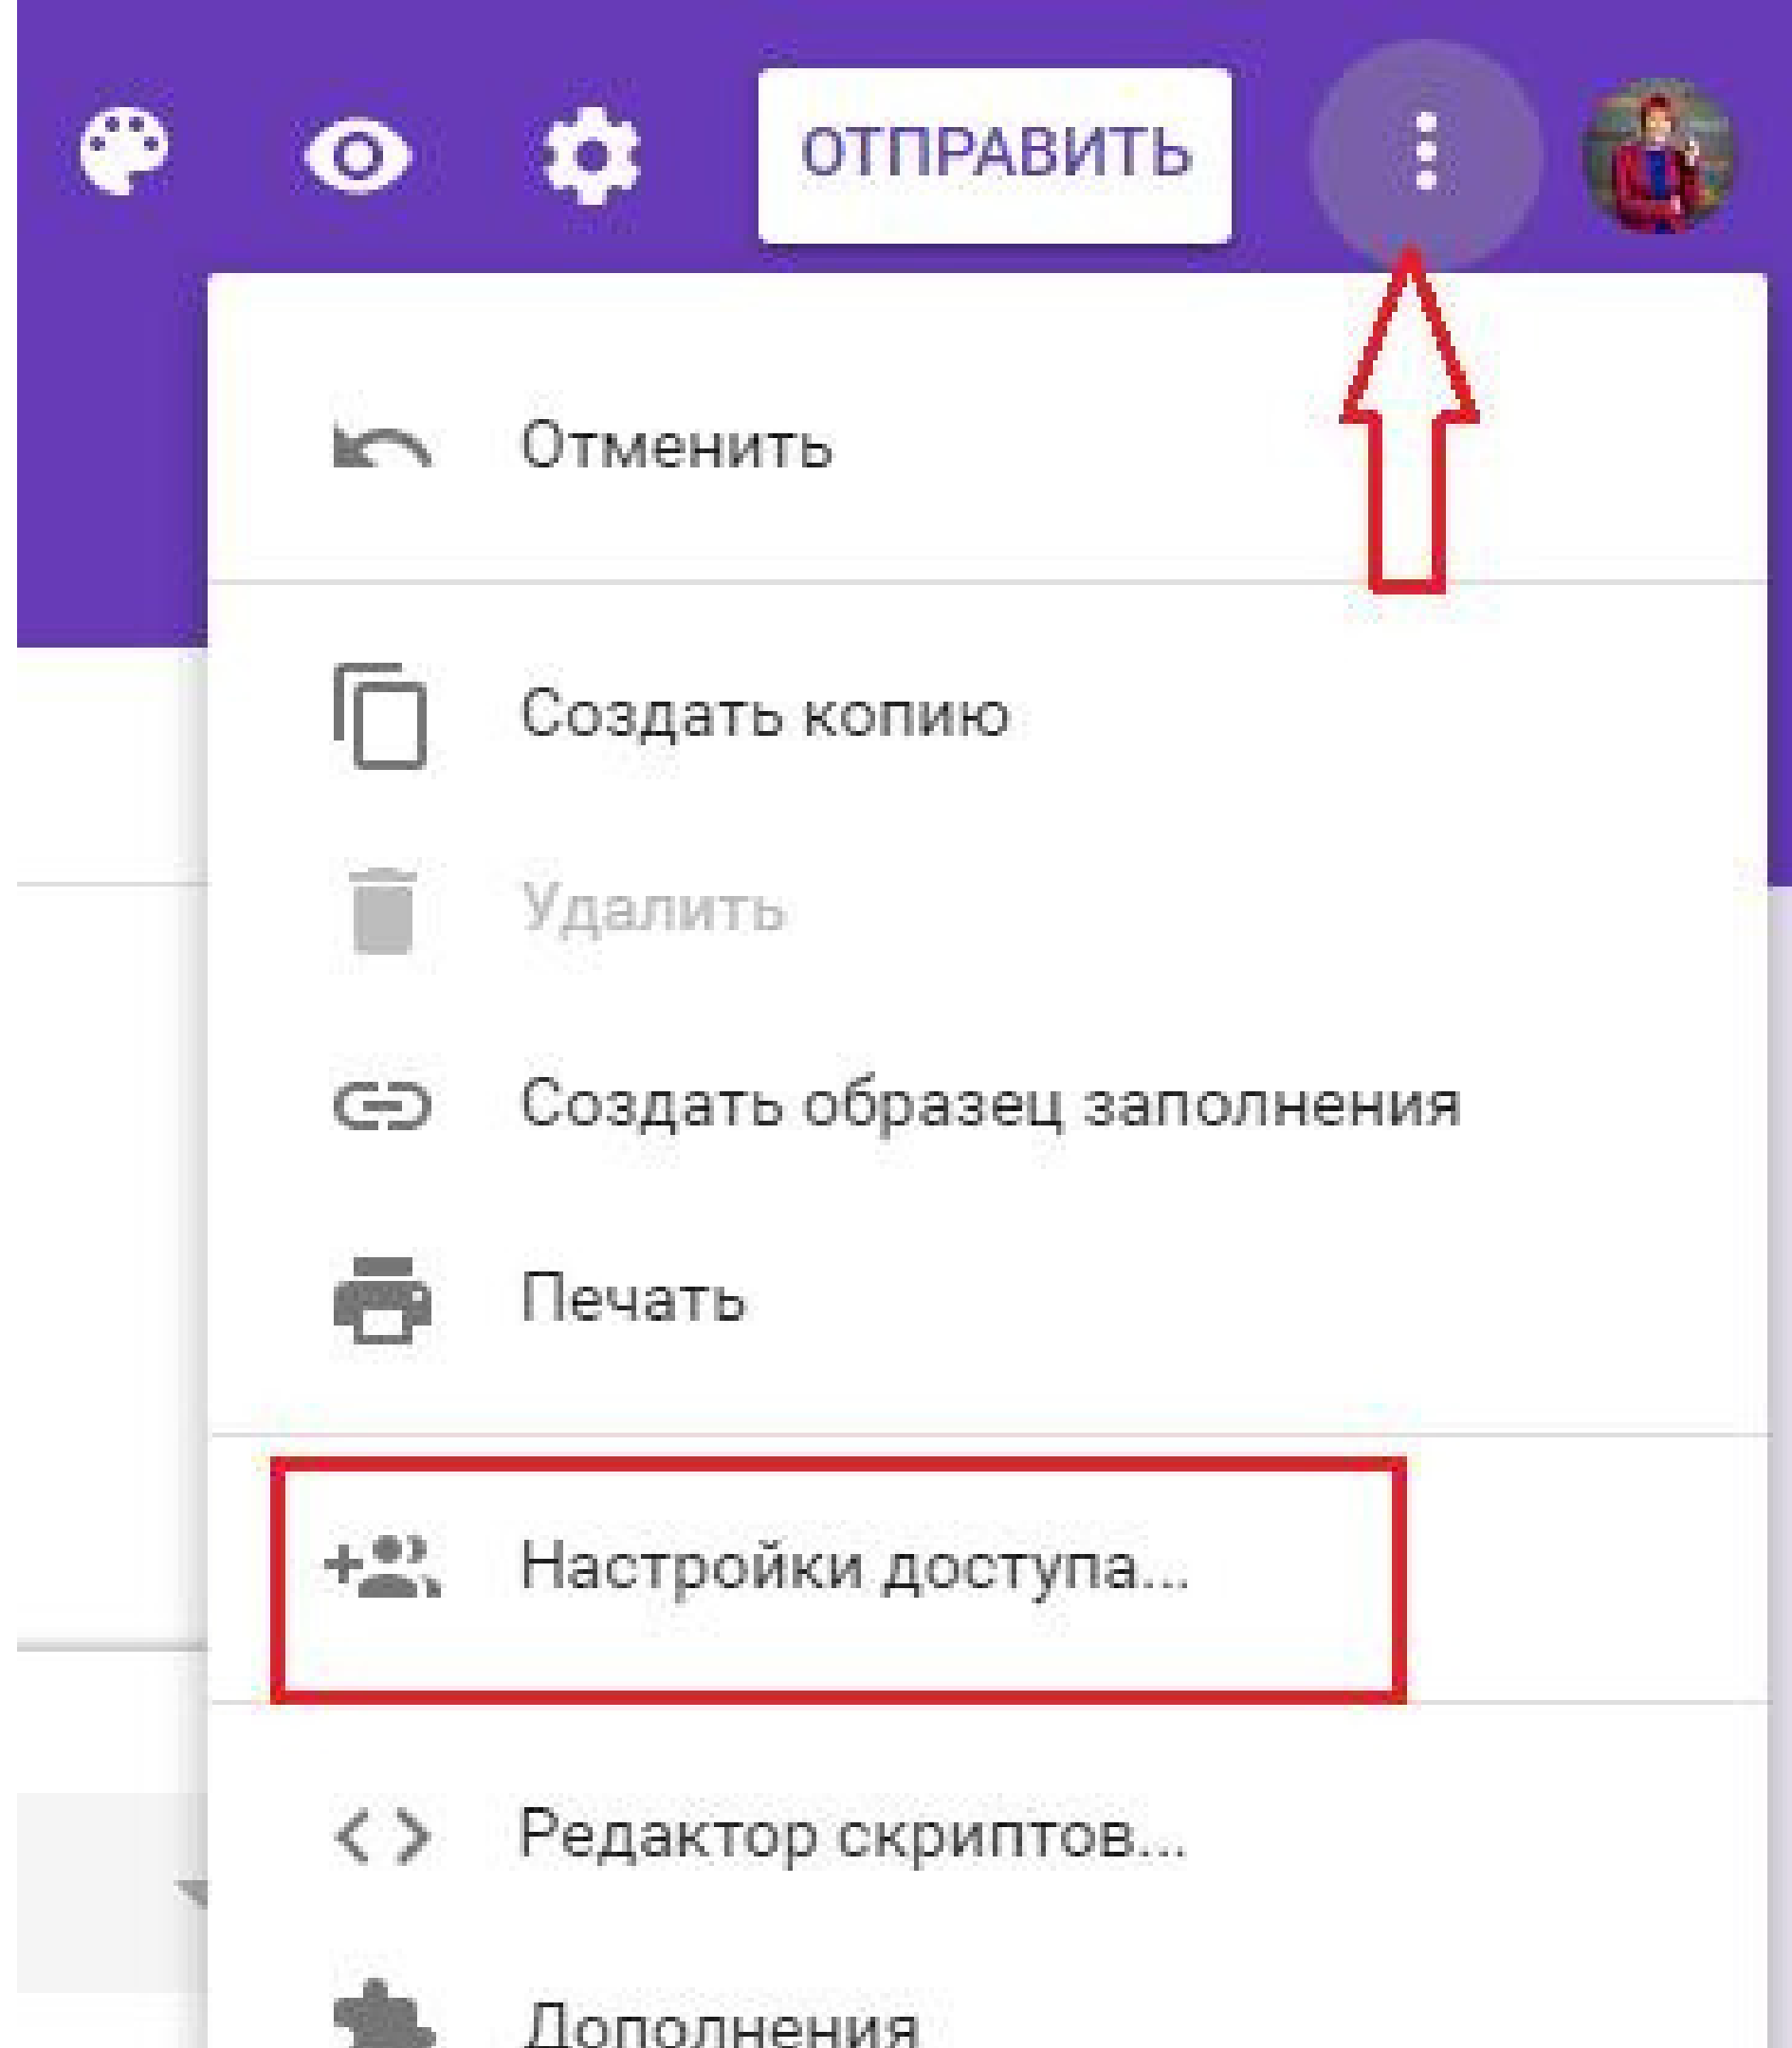 ОТПРАВИТЬ
Отменить
Создать копию
Удалить
Создать образец заполнения
Печать
Настройки доступа...
Редактор скриптов...
Дополнения